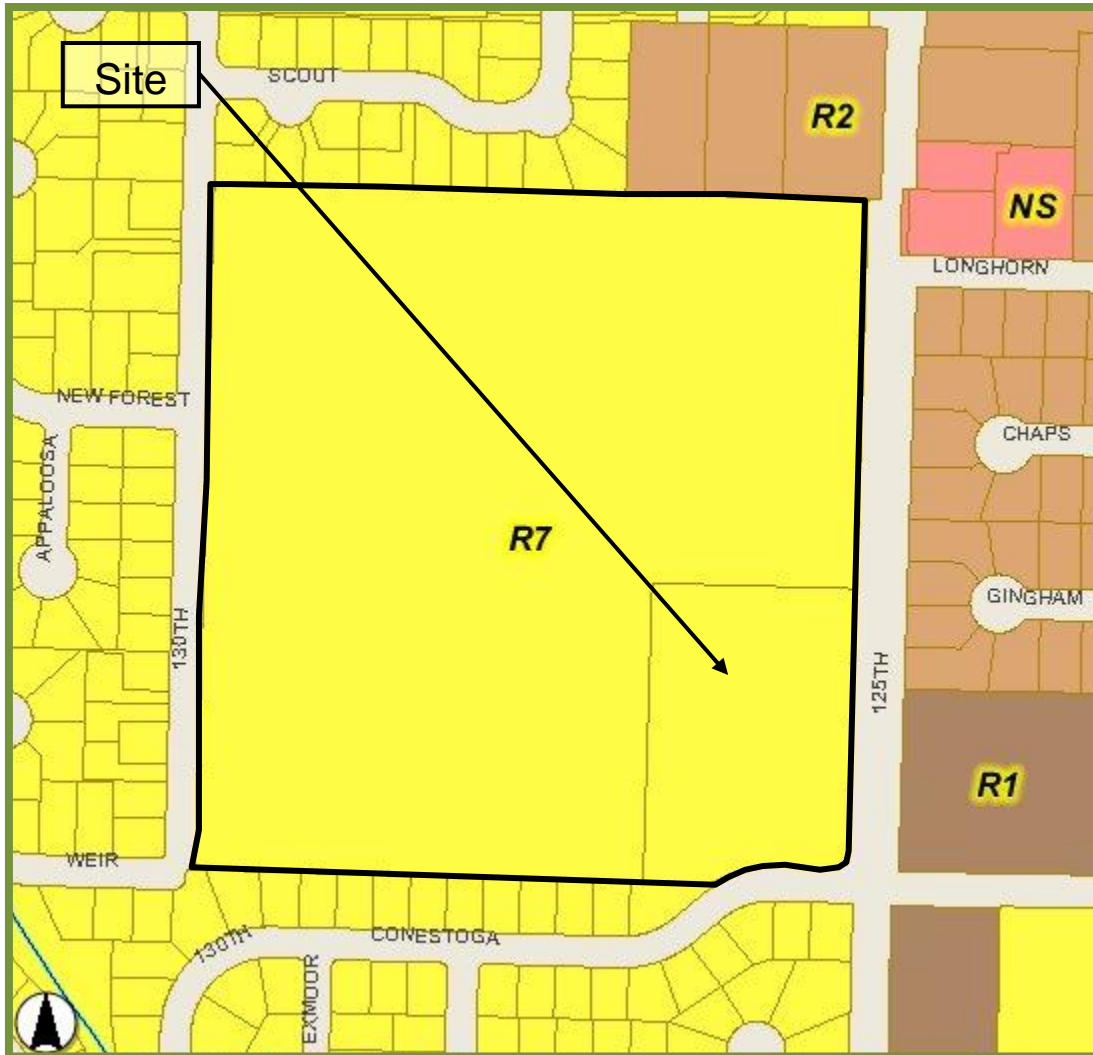 Site
SCOUT
R2
NS
LONGHORN
NEW FOREST
APPALOOSA
CHAPS
R7
GINGHAM
130TH
125TH
R1
WEIR
130TH
CONESTOGA
EXMOOR